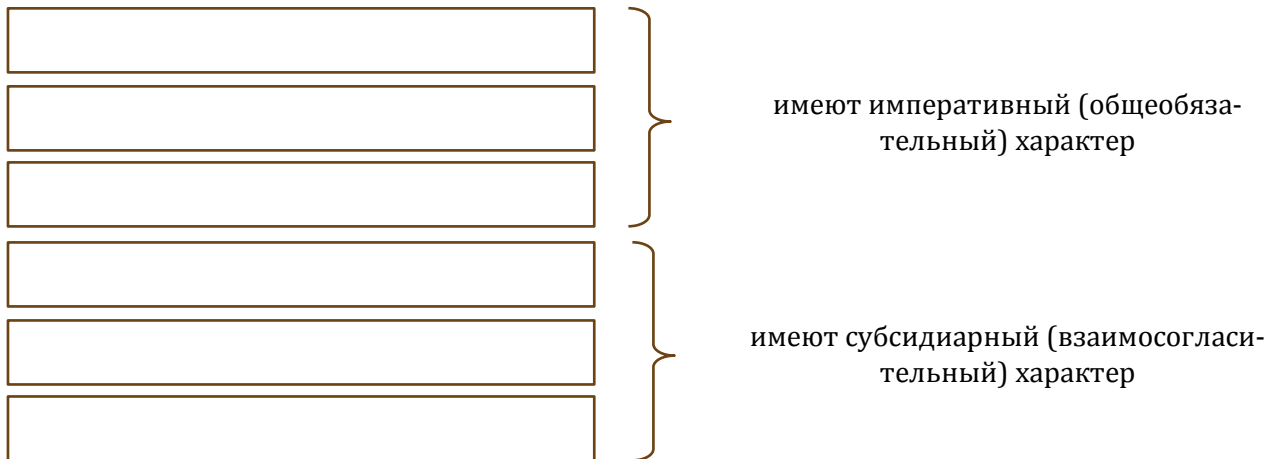 имеют императивный (общеобяза-
тельный) характер
имеют субсидиарный (взаимосогласи-
тельный) характер